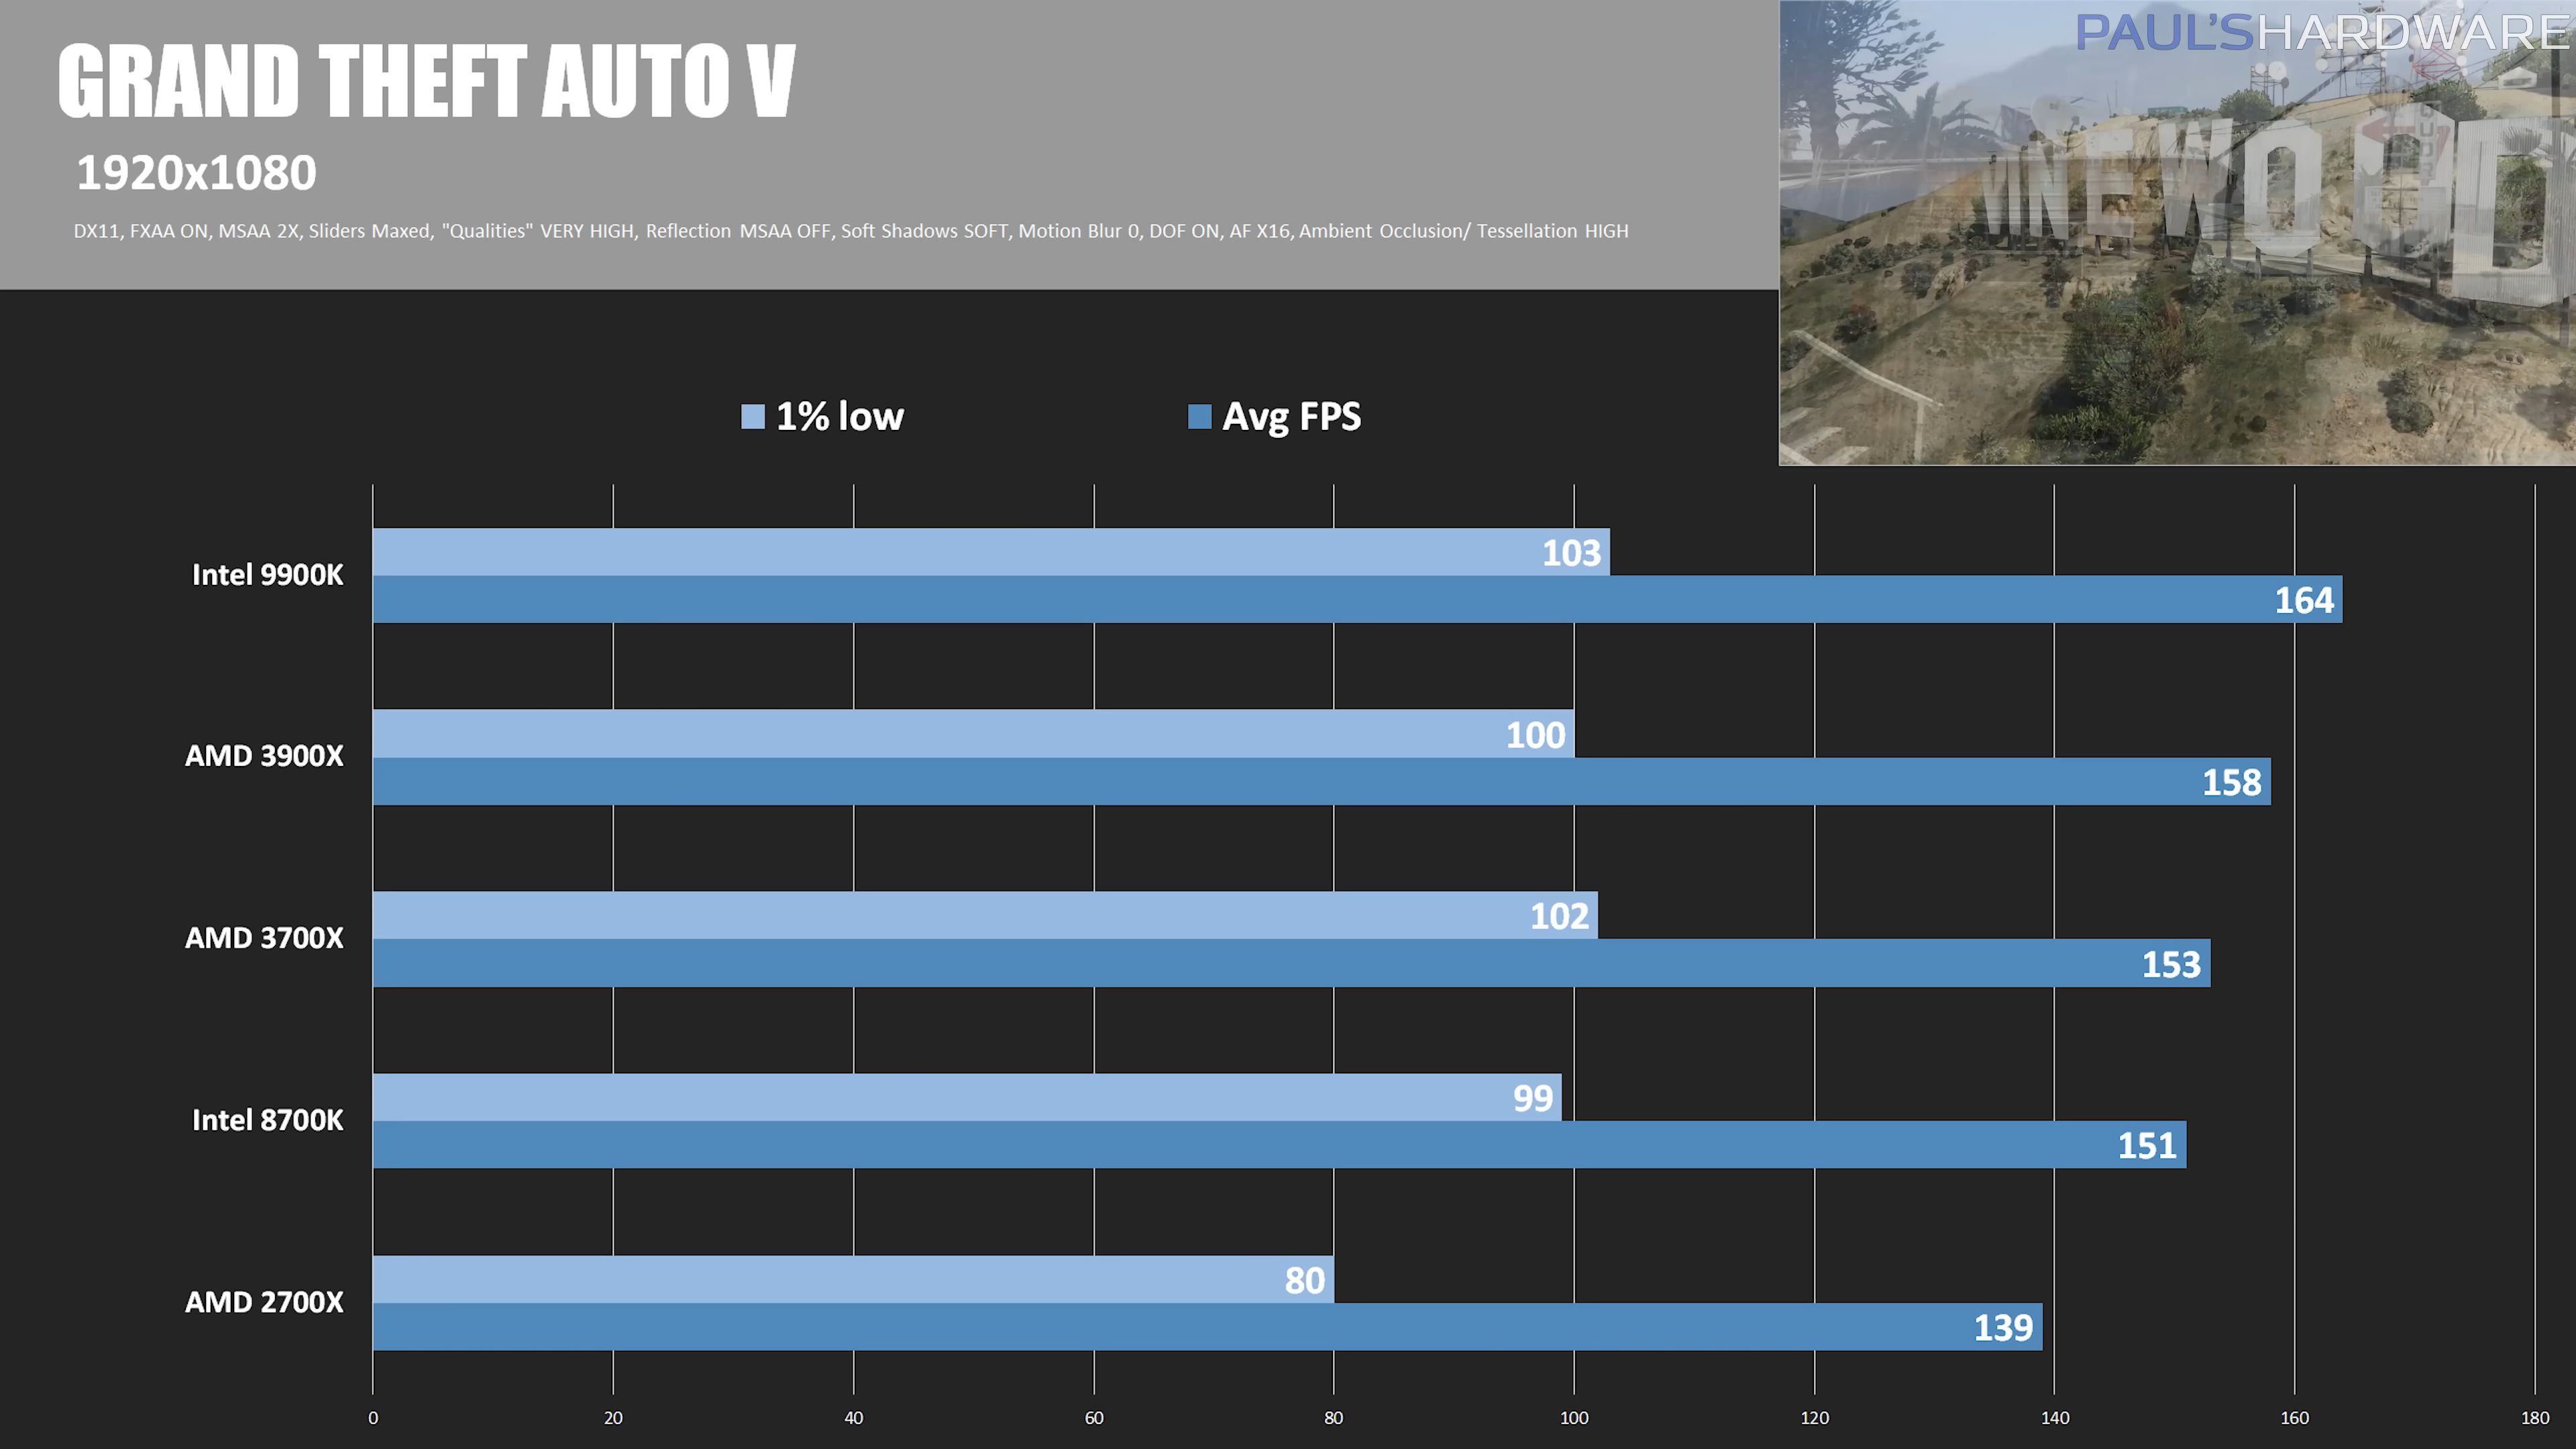 GRAND THEFT AUTO V
PAUL'SHARDWARE
1920x1080
DX11, FXAA ON, MSAA 2X, Sliders Maxed, "Qualities" VERY HIGH, Reflection MSAA OFF, Soft Shadows SOFT, Motion Blur 0, DOF ON, AF X16, Ambient Occlusion/ Tessellation HIGH
VINEWOOD
1% low
Avg FPS
Intel 9900K
103
164
AMD 3900X
100
158
AMD 3700X
102
153
Intel 8700K
99
151
AMD 2700X
80
139
0 20 40 60 80 100 120 140 160 180